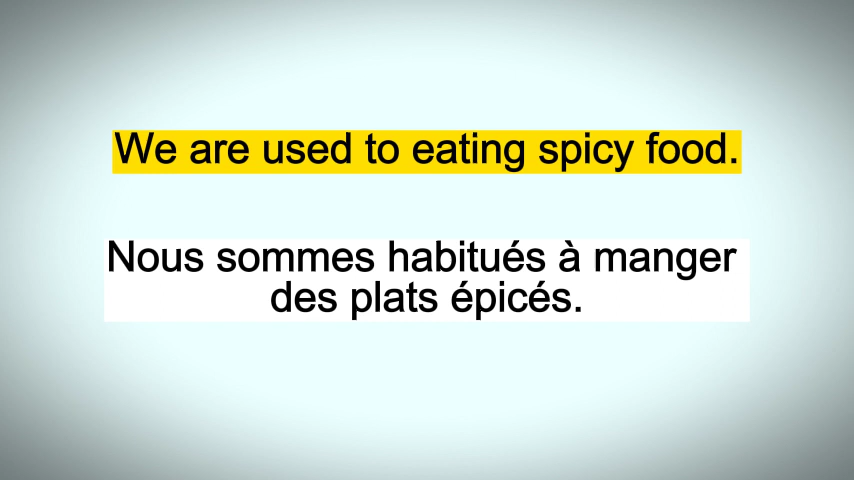 We are used to eating spicy food.
Nous sommes habitués à manger
des plats épicés.